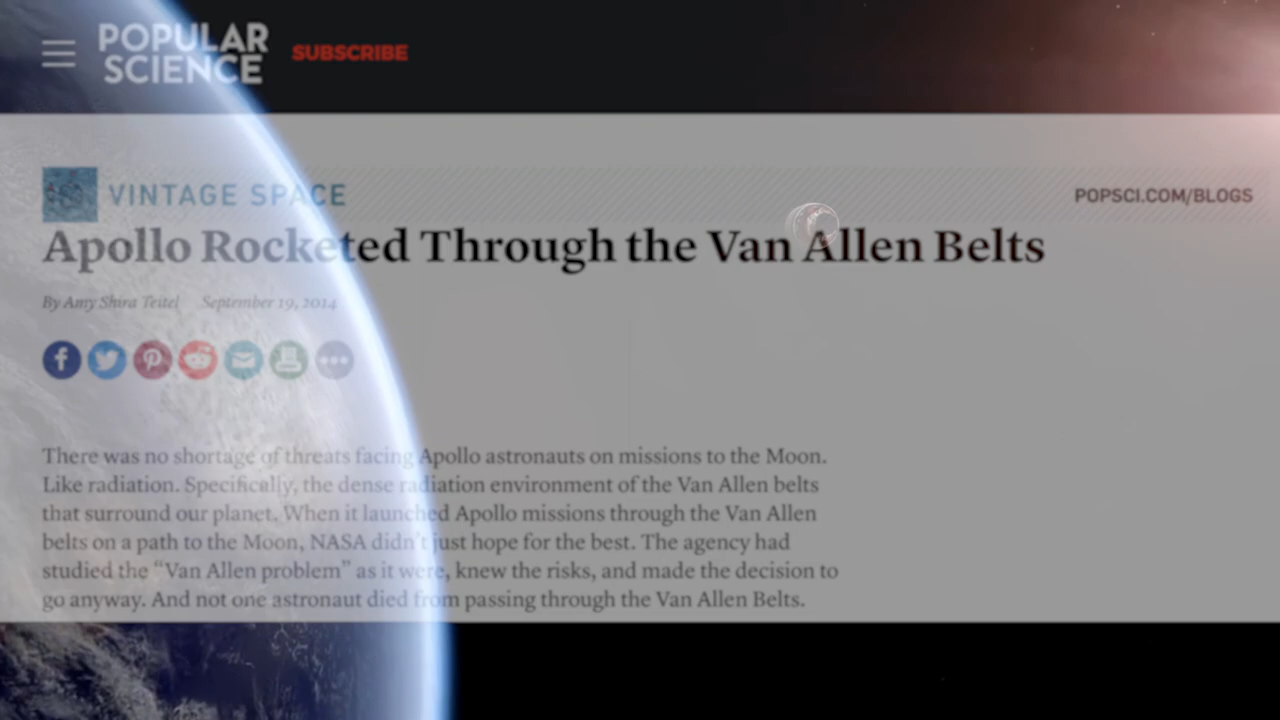 POPULAR
SCIENCE
SUBSCRIBE
VINTAGE SPACE
POPSCI.COM/BLOGS
Apollo Rocketed Through the Van Allen Belts
By Amy Shira Teitel September 19, 2014
There was no shortage of threats facing Apollo astronauts on missions to the Moon.
Like radiation. Specifically, the dense radiation environment of the Van Allen belts
that surround our planet. When it launched Apollo missions through the Van Allen
belts on a path to the Moon, NASA didn't just hope for the best. The agency had
studied the “Van Allen problem” as it were, knew the risks, and made the decision to
go anyway. And not one astronaut died from passing through the Van Allen Belts.